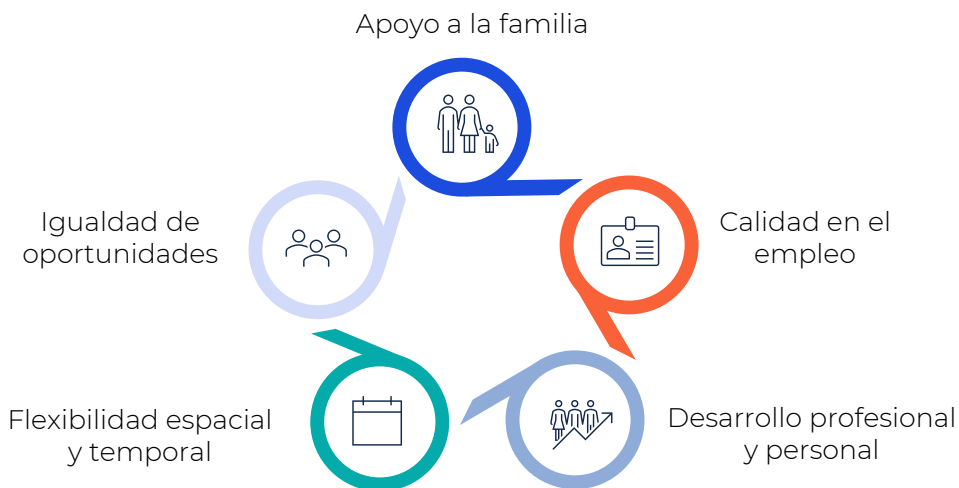 Apoyo a la familia
Igualdad de
oportunidades
Calidad en el
empleo
Flexibilidad espacial
y temporal
Desarrollo profesional
y personal